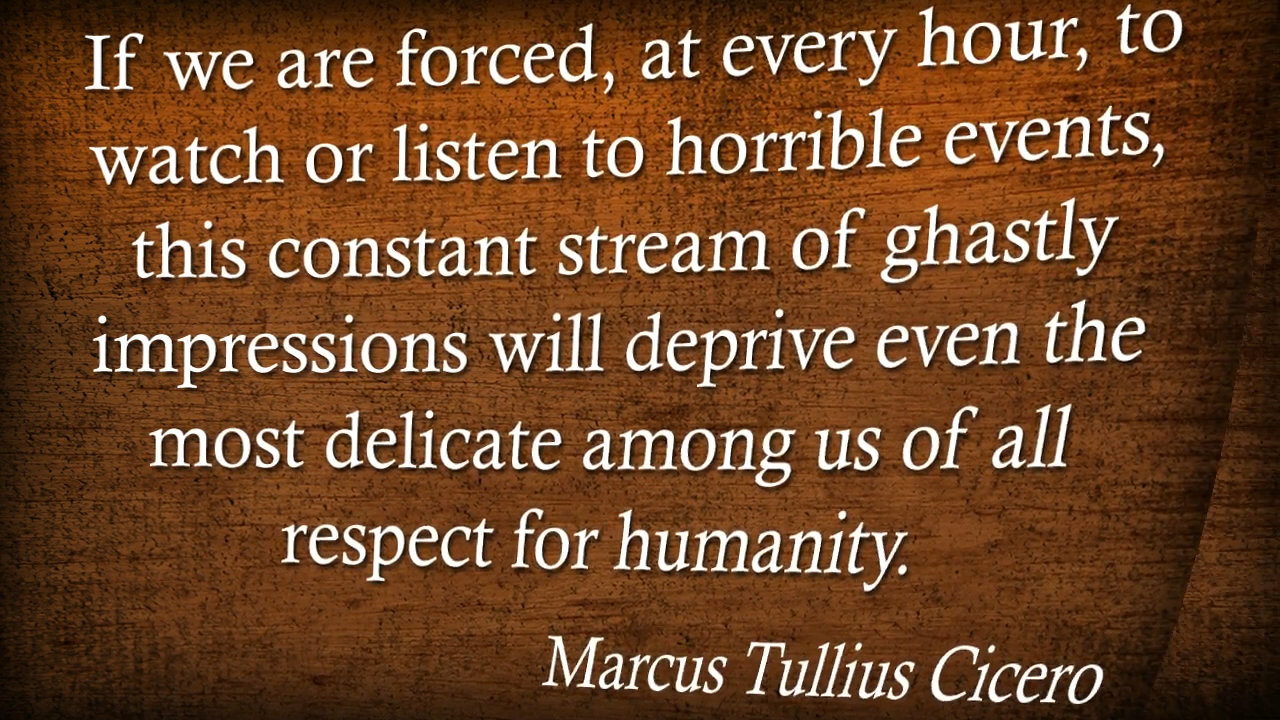 If we are forced, at every hour, to
watch or listen to horrible events,
this constant stream of ghastly
impressions will deprive even the
most delicate among us of all
respect for humanity.
Marcus Tullius Cicero